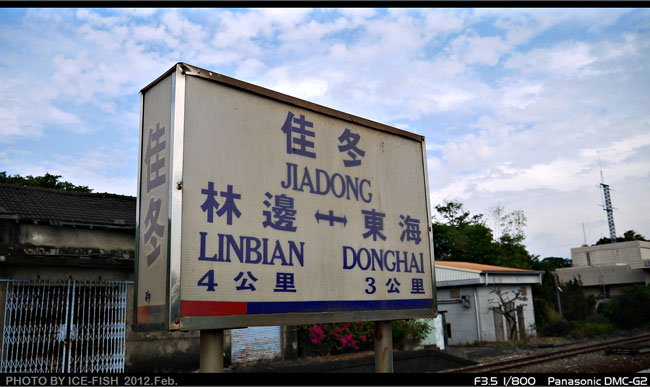 佳冬
佳冬
JIADONG
林邊 ↔ 東海
LINBIAN DONGHAI
4公里 3公里
PHOTO BY ICE-FISH 2012.Feb.
F3.5 1/800 Panasonic DMC-G2